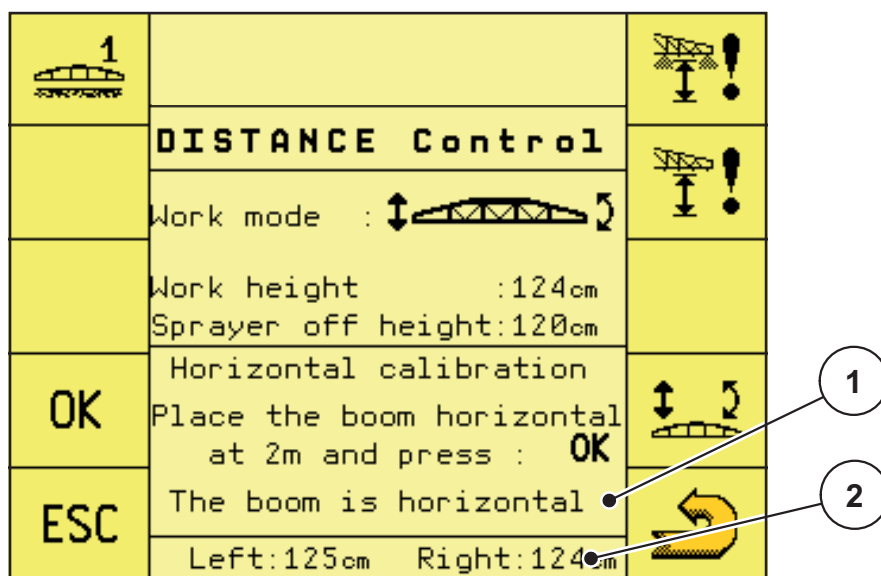 1
DISTANCE Control
Work mode :
Work height :124cm
Sprayer off height:120cm
Horizontal calibration
OK
Place the boom horizontal
at 2m and press : OK
1
The boom is horizontal
ESC
2
Left:125cm Right:124cm